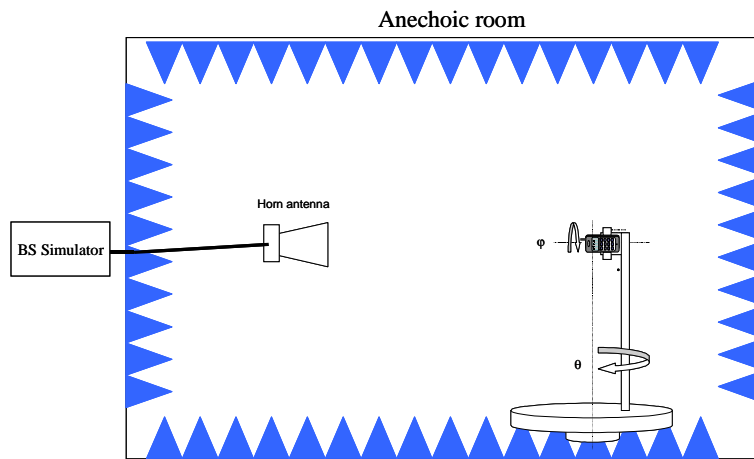 Anechoic room
Horn antenna
BS Simulator
φ
θ